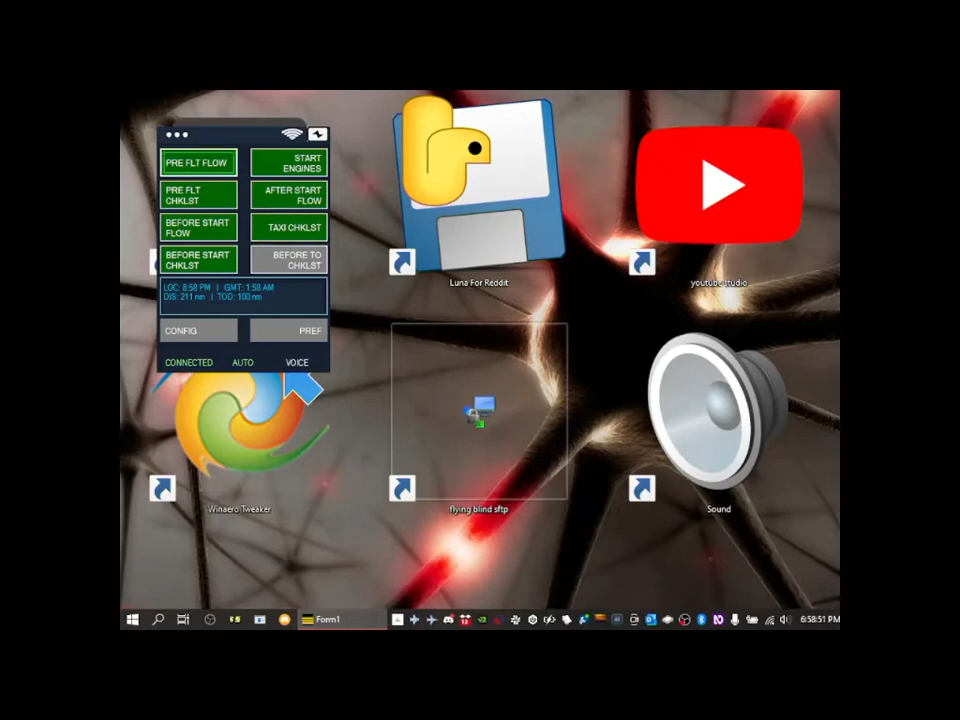 PRE FLT FLOW
START
ENGINES
PRE FLT
CHKLST
AFTER START
FLOW
BEFORE START
FLOW
TAXI CHKLST
BEFORE START
CHKLST
BEFORE TO
CHKLST
LOC: 8:58 PM | GMT: 1:58 AM
DIS: 211 nm | TOD: 100 nm
CONFIG
PREF
CONNECTED
AUTO
VOICE
Luna For Reddit
youtube studio
Winaero Tweaker
flying blind sftp
Sound
Form1
6:58:51 PM